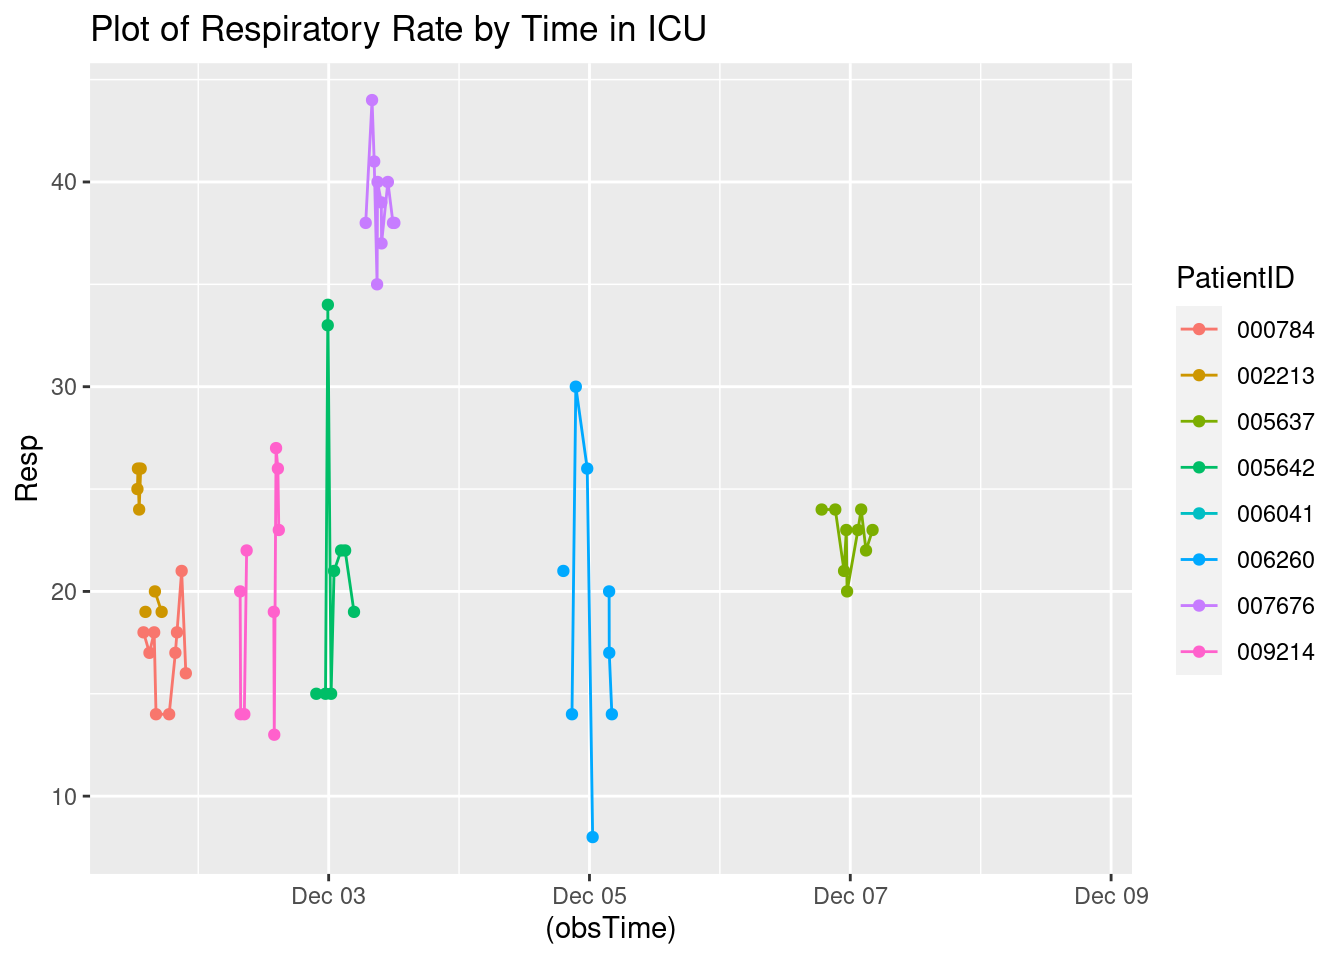 Plot of Respiratory Rate by Time in ICU
Resp
40
30
20
10
Dec 03
Dec 05
Dec 07
Dec 09
(obsTime)
PatientID
000784
002213
005637
005642
006041
006260
007676
009214